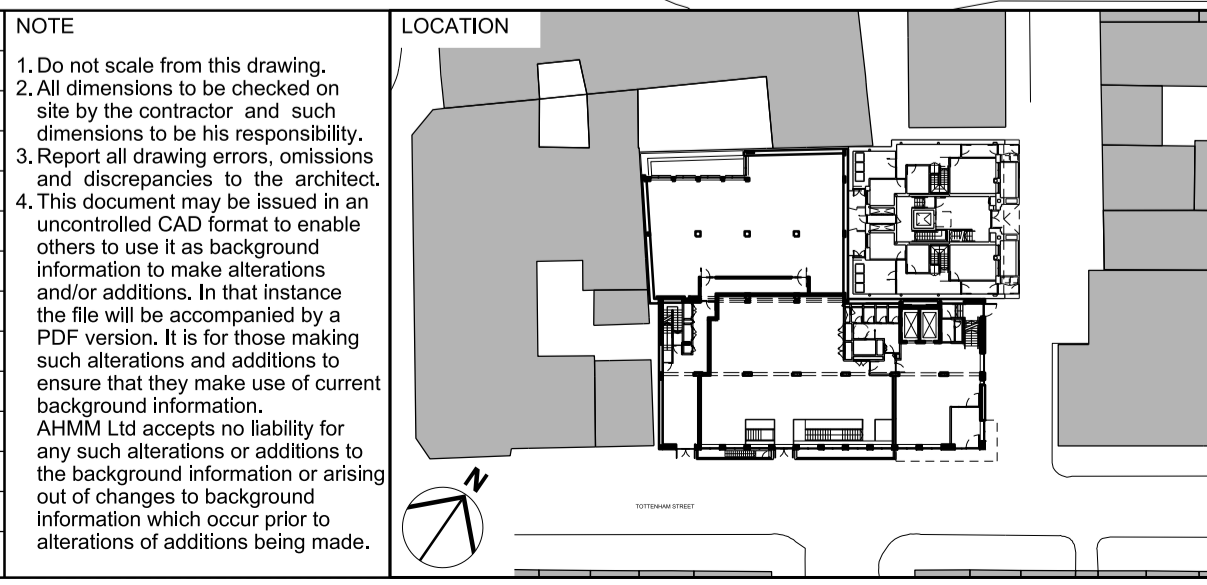 NOTE
1. Do not scale from this drawing.
2. All dimensions to be checked on
site by the contractor and such
dimensions to be his responsibility.
3. Report all drawing errors, omissions
and discrepancies to the architect.
4. This document may be issued in an
uncontrolled CAD format to enable
others to use it as background
information to make alterations
and/or additions. In that instance
the file will be accompanied by a
PDF version. It is for those making
such alterations and additions to
ensure that they make use of current
background information.
AHMM Ltd accepts no liability for
any such alterations or additions to
the background information or arising
out of changes to background
information which occur prior to
alterations of additions being made.
LOCATION
N
TOTTENHAM STREET